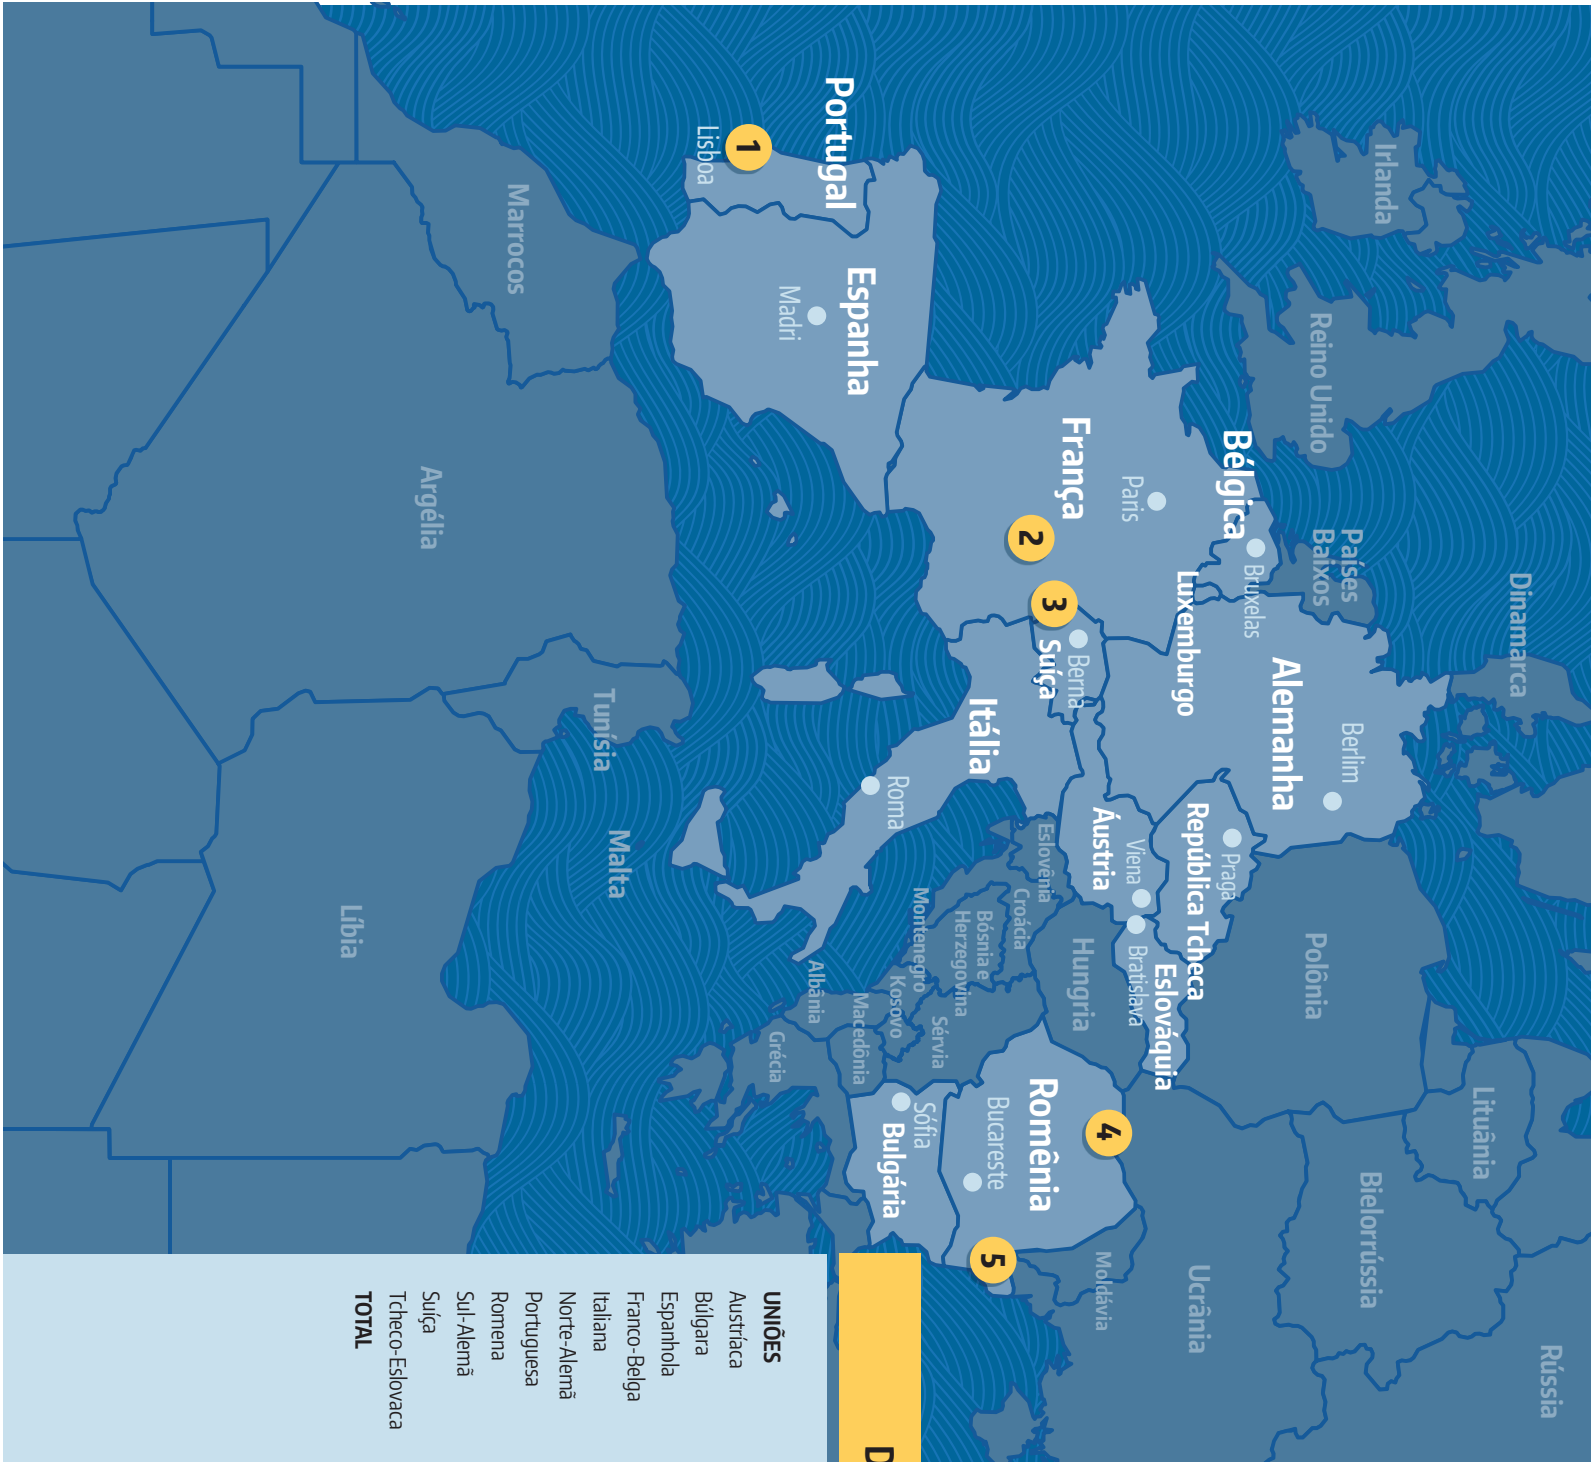 Irlanda
Reino Unido
Dinamarca
Países
Baixos
Bélgica
Bruxelas
Luxemburgo
Alemanha
Berlim
Polônia
Lituânia
Bielorrússia
Rússia
Ucrânia
Moldávia
República Tcheca
Praga
Eslováquia
Bratislava
Áustria
Viena
Hungria
França
Paris
2
3
Suíça
Berna
Itália
Roma
Eslovênia
Croácia
Bósnia e
Herzegovina
Montenegro
Sérvia
Kosovo
Macedônia
Albânia
Grécia
4
Romênia
Bucareste
5
Sófia
Bulgária
Portugal
1
Lisboa
Espanha
Madri
Marrocos
Argélia
Tunísia
Malta
Líbia
D
UNIÕES
Austríaca
Búlgara
Espanhola
Franco-Belga
Italiana
Norte-Alemã
Portuguesa
Romena
Sul-Alemã
Suíça
Tcheco-Eslovaca
TOTAL